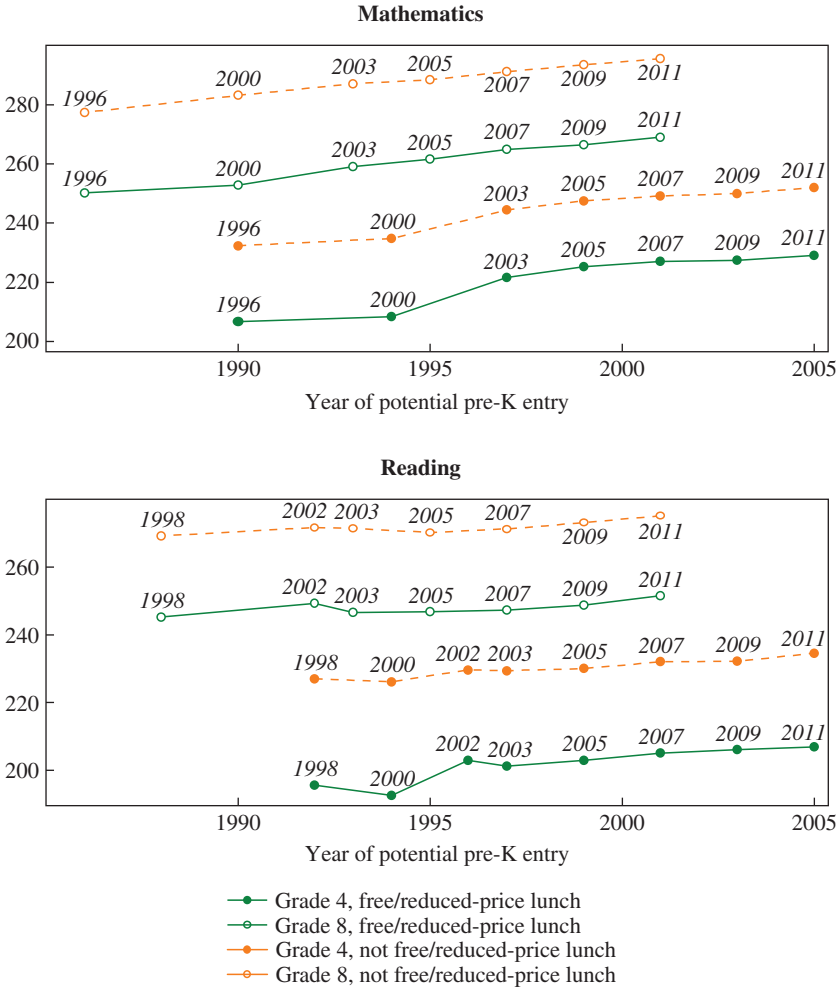 Mathematics
1996 2000 2003 2005 2007 2009 2011
1996 2000 2003 2005 2007 2009 2011
1996 2000 2003 2005 2007 2009 2011
1996 2000 2003 2005 2007 2009 2011
280
260
240
220
200
1990 1995 2000 2005
Year of potential pre-K entry
Reading
1998 2002 2003 2005 2007 2009 2011
1998 2002 2003 2005 2007 2009 2011
1998 2000 2002 2003 2005 2007 2009 2011
1998 2000 2002 2003 2005 2007 2009 2011
260
240
220
200
1990 1995 2000 2005
Year of potential pre-K entry
Grade 4, free/reduced-price lunch
Grade 8, free/reduced-price lunch
Grade 4, not free/reduced-price lunch
Grade 8, not free/reduced-price lunch